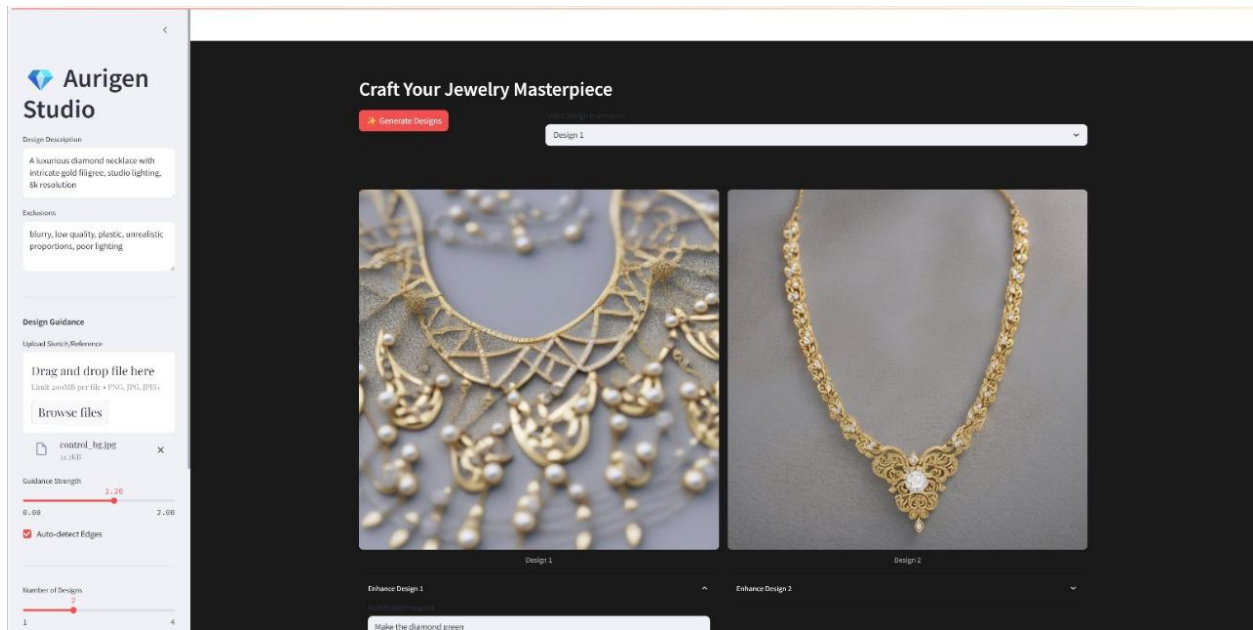 Aurigen
Studio
Design Description
A luxurious diamond necklace with
intricate gold filigree, studio lighting,
8k resolution
Exclusions
blurry, low quality, plastic, unrealistic
proportions, poor lighting
Design Guidance
Upload Sketch/Reference
Drag and drop file here
Limit 200MB per file • PNG, JPG, JPEG
Browse files
control_bg.jpg
31.2KB
Guidance Strength
1.20
0.00 2.00
Auto-detect Edges
Number of Designs
2
1 4
Craft Your Jewelry Masterpiece
Generate Designs
Design 1
Design 1
Design 2
Enhance Design 1
Enhance Design 2
Make the diamond green